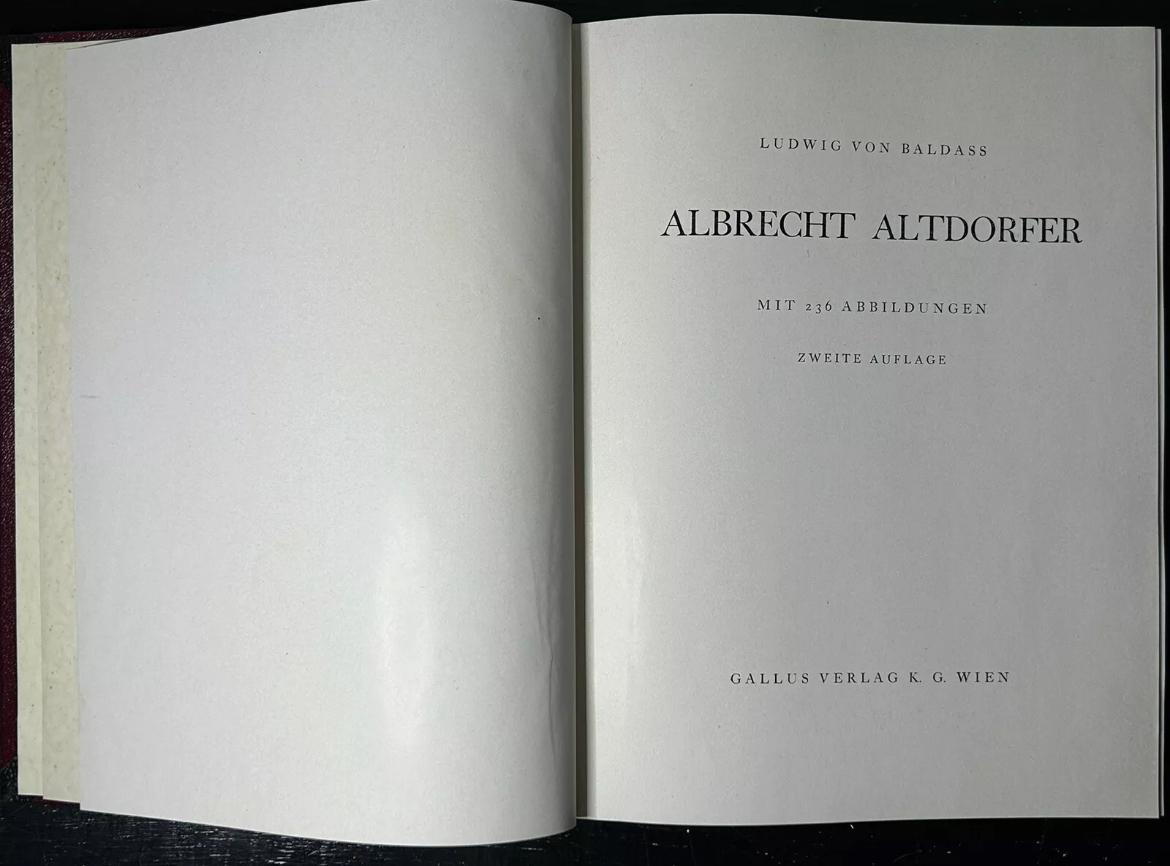 LUDWIG VON BALDASS
ALBRECHT ALTDORFER
MIT 236 ABBILDUNGEN
ZWEITE AUFLAGE
GALLUS VERLAG K. G. WIEN